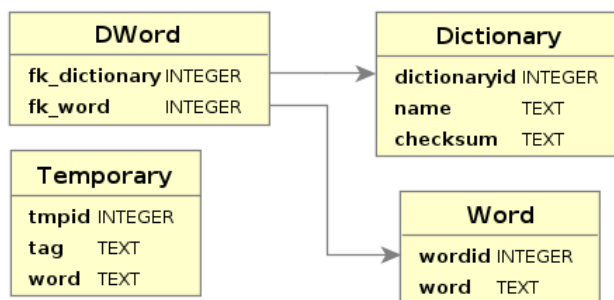 DWord
fk_dictionary INTEGER
fk_word INTEGER
Dictionary
dictionaryid INTEGER
name TEXT
checksum TEXT
Temporary
tmpid INTEGER
tag TEXT
word TEXT
Word
wordid INTEGER
word TEXT